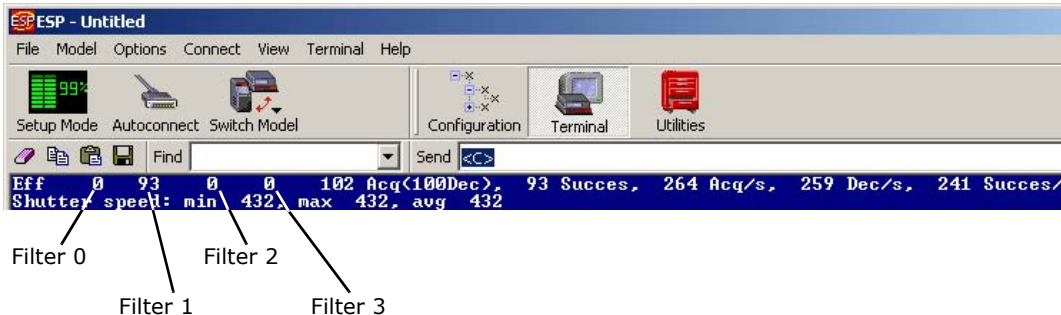 ESP ESP - Untitled
File Model Options Connect View Terminal Help
99%
Setup Mode Autoconnect Switch Model Configuration Terminal Utilities
Find Send <C>
Eff 0 93 0 0 102 Acq(100Dec), 93 Succes, 264 Acq/s, 259 Dec/s, 241 Succes/
Shutter speed: min 432, max 432, avg 432
Filter 0 Filter 2
Filter 1 Filter 3